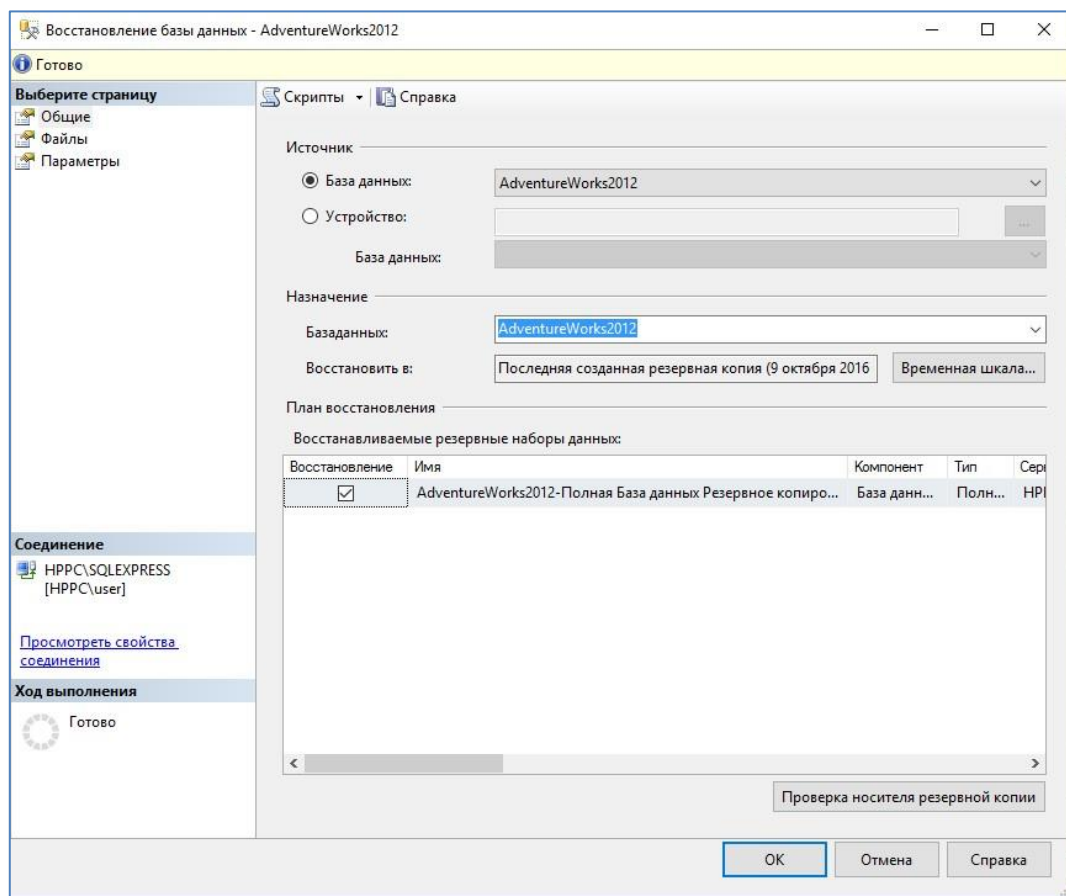 Восстановление базы данных - AdventureWorks2012
Готово
Выберите страницу
Общие
Файлы
Параметры
Скрипты
Справка
Источник
База данных:
AdventureWorks2012
Устройство:
...
База данных:
Назначение
Базаданных:
AdventureWorks2012
Восстановить в:
Последняя созданная резервная копия (9 октября 2016
Временная шкала...
План восстановления
Восстанавливаемые резервные наборы данных:
Восстановление Имя Компонент Тип Серв
AdventureWorks2012-Полная База данных Резервное копиро... База данн... Полн... HPI
Соединение
HPPC\SQLEXPRESS
[HPPC\user]
Просмотреть свойства
соединения
Ход выполнения
Готово
Проверка носителя резервной копии
OK
Отмена
Справка